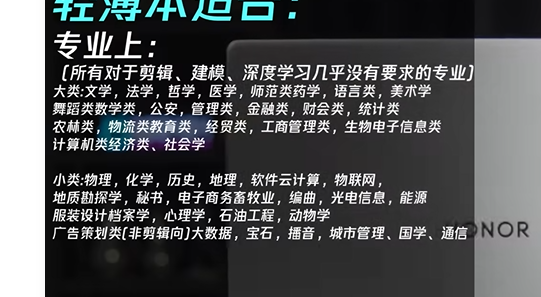 轻薄本适合：
专业上：
（所有对于剪辑、建模、深度学习几乎没有要求的专业）
大类:文学，法学，哲学，医学，师范类药学，语言类，美术学
舞蹈类数学类，公安，管理类，金融类，财会类，统计类
农林类，物流类教育类，经贸类，工商管理类，生物电子信息类
计算机类经济类、社会学
小类:物理，化学，历史，地理，软件云计算，物联网，
地质勘探学，秘书，电子商务畜牧业，编曲，光电信息，能源
服装设计档案学，心理学，石油工程，动物学
广告策划类(非剪辑向)大数据，宝石，播音，城市管理、国学、通信
HONOR